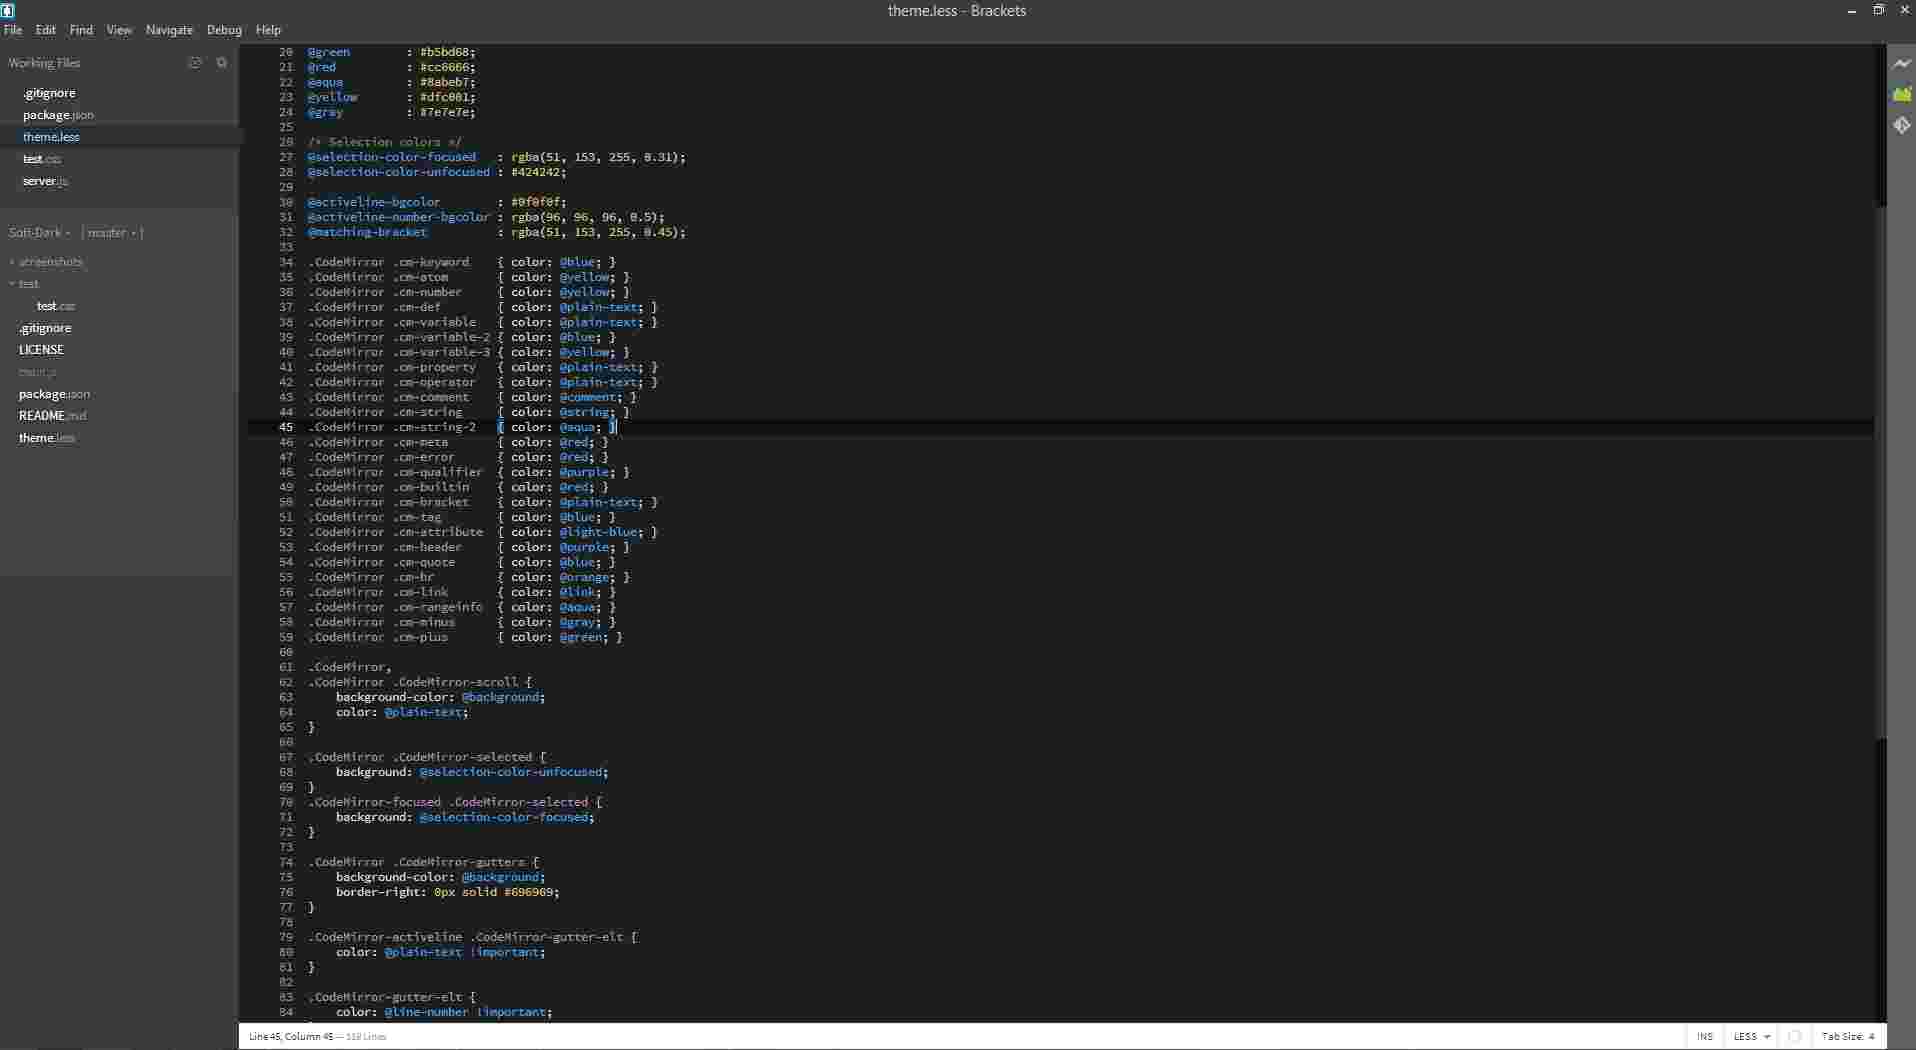 theme.less - Brackets
File Edit Find View Navigate Debug Help
Working Files
.gitignore
package.json
theme.less
test.css
server.js
Soft-Dark [ master ]
screenshots
test
test.css
.gitignore
LICENSE
package.json
README.md
theme.less
20 @green : #b5bd68;
21 @red : #cc6666;
22 @aqua : #8abeb7;
23 @yellow : #dfc001;
24 @gray : #7e7e7e;
25
26 /* Selection colors */
27 @selection-color-focused : rgba(51, 153, 255, 0.31);
28 @selection-color-unfocused : #424242;
29
30 @activeline-bgcolor : #0f0f0f;
31 @activeline-number-bgcolor : rgba(96, 96, 96, 0.5);
32 @matching-bracket : rgba(51, 153, 255, 0.45);
33
34 .CodeMirror .cm-keyword { color: @blue; }
35 .CodeMirror .cm-atom { color: @yellow; }
36 .CodeMirror .cm-number { color: @yellow; }
37 .CodeMirror .cm-def { color: @plain-text; }
38 .CodeMirror .cm-variable { color: @plain-text; }
39 .CodeMirror .cm-variable-2 { color: @blue; }
40 .CodeMirror .cm-variable-3 { color: @yellow; }
41 .CodeMirror .cm-property { color: @plain-text; }
42 .CodeMirror .cm-operator { color: @plain-text; }
43 .CodeMirror .cm-comment { color: @comment; }
44 .CodeMirror .cm-string { color: @string; }
45 .CodeMirror .cm-string-2 { color: @aqua; }
46 .CodeMirror .cm-meta { color: @red; }
47 .CodeMirror .cm-error { color: @red; }
48 .CodeMirror .cm-qualifier { color: @purple; }
49 .CodeMirror .cm-builtin { color: @red; }
50 .CodeMirror .cm-bracket { color: @plain-text; }
51 .CodeMirror .cm-tag { color: @blue; }
52 .CodeMirror .cm-attribute { color: @light-blue; }
53 .CodeMirror .cm-header { color: @purple; }
54 .CodeMirror .cm-quote { color: @blue; }
55 .CodeMirror .cm-hr { color: @orange; }
56 .CodeMirror .cm-link { color: @link; }
57 .CodeMirror .cm-rangeinfo { color: @aqua; }
58 .CodeMirror .cm-minus { color: @gray; }
59 .CodeMirror .cm-plus { color: @green; }
60
61 .CodeMirror,
62 .CodeMirror .CodeMirror-scroll {
63 background-color: @background;
64 color: @plain-text;
65 }
66
67 .CodeMirror .CodeMirror-selected {
68 background: @selection-color-unfocused;
69 }
70 .CodeMirror-focused .CodeMirror-selected {
71 background: @selection-color-focused;
72 }
73
74 .CodeMirror .CodeMirror-gutters {
75 background-color: @background;
76 border-right: 0px solid #696969;
77 }
78
79 .CodeMirror-activeline .CodeMirror-gutter-elt {
80 color: @plain-text !important;
81 }
82
83 .CodeMirror-gutter-elt {
84 color: @line-number !important;
Line 45, Column 45 — Lines INS LESS Tab Size: 4